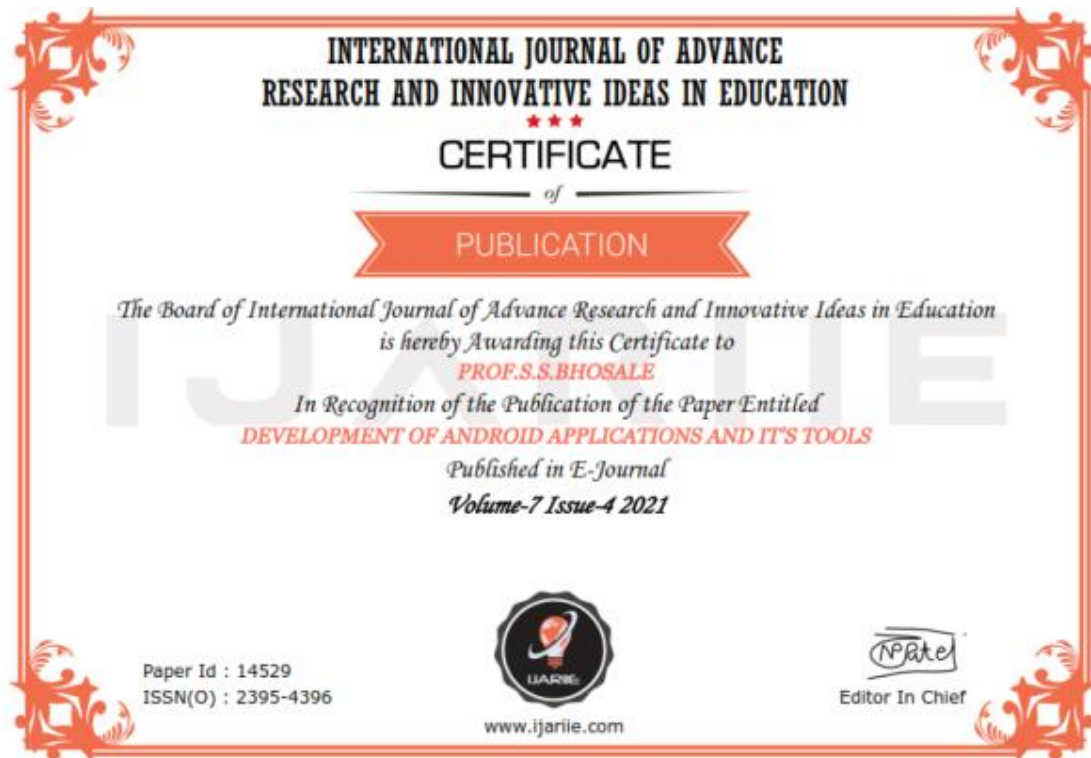 INTERNATIONAL JOURNAL OF ADVANCE
RESEARCH AND INNOVATIVE IDEAS IN EDUCATION
CERTIFICATE
of
PUBLICATION
The Board of International Journal of Advance Research and Innovative Ideas in Education
is hereby Awarding this Certificate to
PROF.S.S.BHOSALE
In Recognition of the Publication of the Paper Entitled
DEVELOPMENT OF ANDROID APPLICATIONS AND IT'S TOOLS
Published in E-Journal
Volume-7 Issue-4 2021
IJARIIE
Paper Id : 14529
ISSN(O) : 2395-4396
IJARIIE
www.ijariie.com
NPatel
Editor In Chief